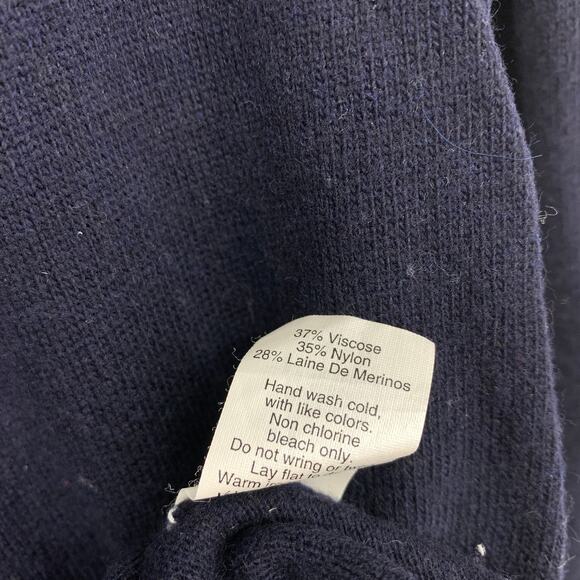 37% Viscose
35% Nylon
28% Laine De Merinos
Hand wash cold,
with like colors.
Non chlorine
bleach only.
Do not wring or
Lay flat to
Warm